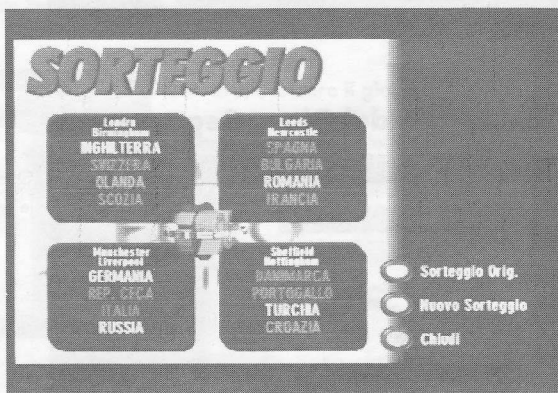 SORTEGGIO
Londra
Birmingham
INGHILTERRA
SVIZZERA
OLANDA
SCOZIA
Leeds
Newcastle
SPAGNA
BULGARIA
ROMANIA
FRANCIA
Manchester
Liverpool
GERMANIA
REP. CECA
ITALIA
RUSSIA
Sheffield
Nottingham
DANIMARCA
PORTOGALLO
TURCHIA
CROAZIA
Sorteggio Orig.
Nuovo Sorteggio
Chiudi